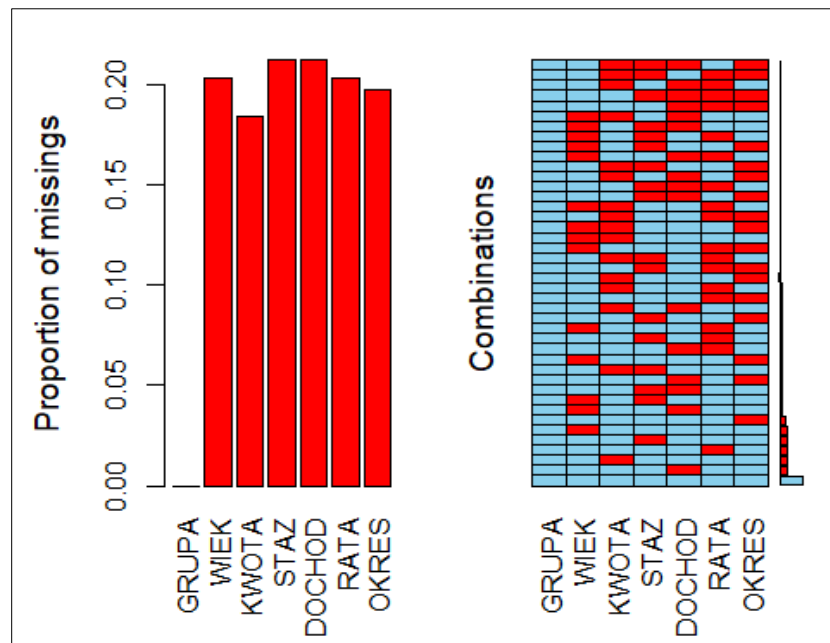 Proportion of missings
0.00
0.05
0.10
0.15
0.20
GRUPA
WIEK
KWOTA
STAZ
DOCHOD
RATA
OKRES
Combinations
GRUPA
WIEK
KWOTA
STAZ
DOCHOD
RATA
OKRES